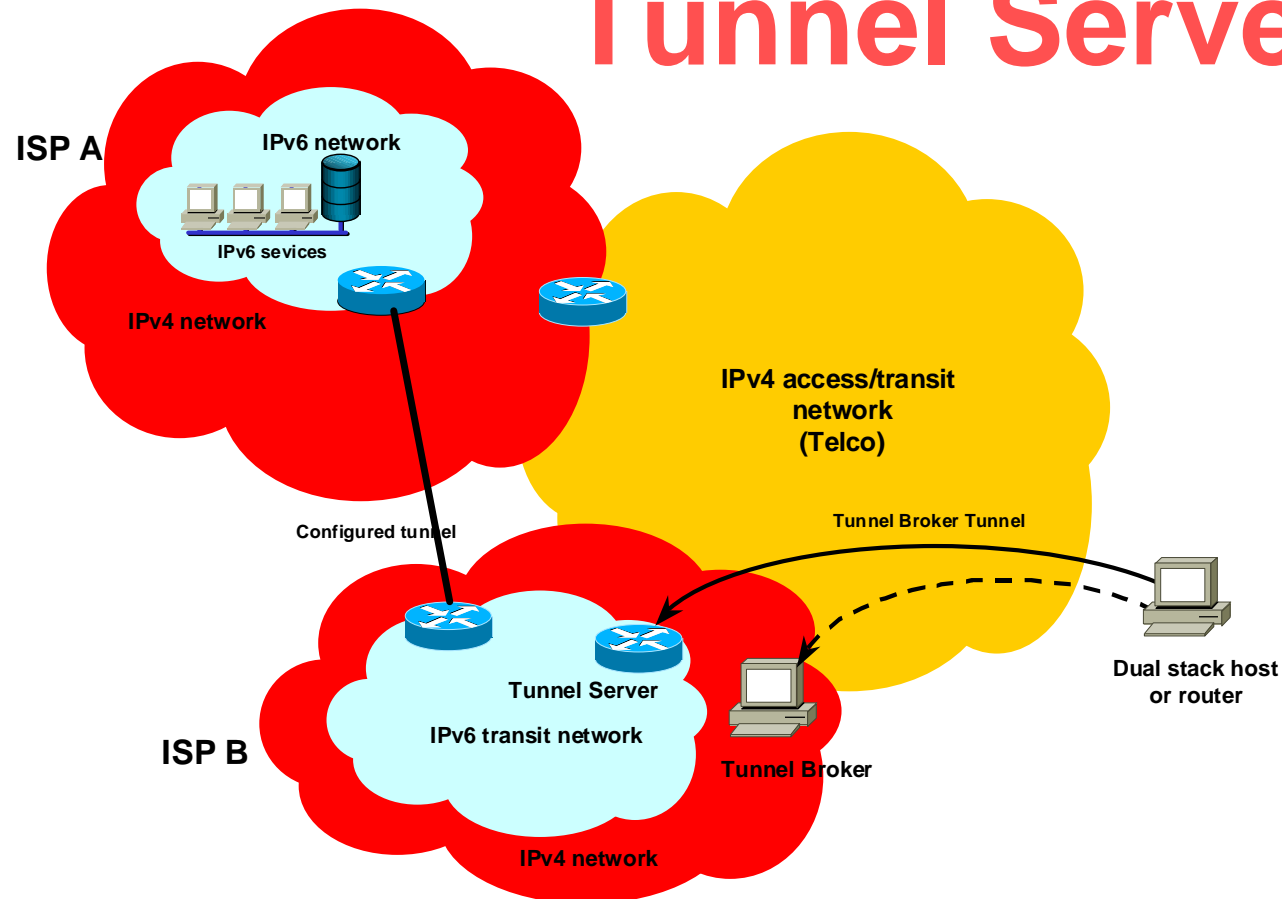 Tunnel Serve
ISP A
IPv6 network
IPv6 sevices
IPv4 network
IPv4 access/transit
network
(Telco)
Configured tunnel
Tunnel Broker Tunnel
Dual stack host
or router
Tunnel Server
IPv6 transit network
ISP B
Tunnel Broker
IPv4 network